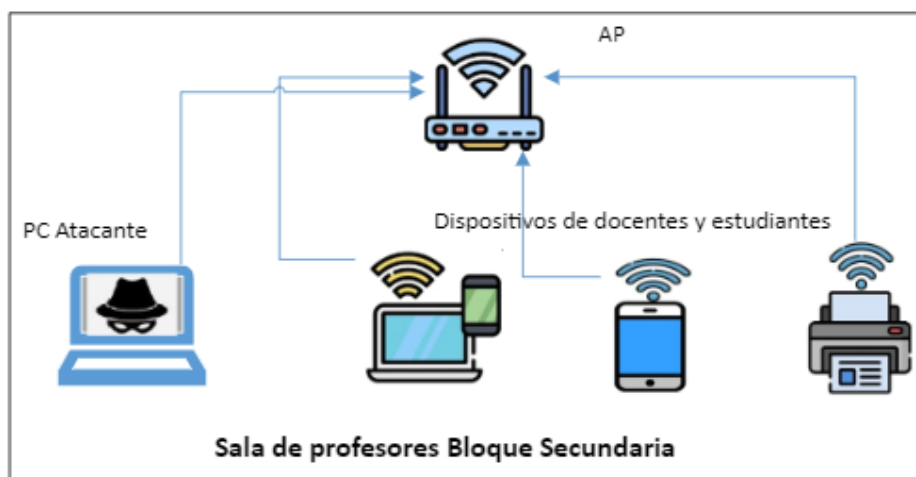 AP
PC Atacante
Dispositivos de docentes y estudiantes
Sala de profesores Bloque Secundaria